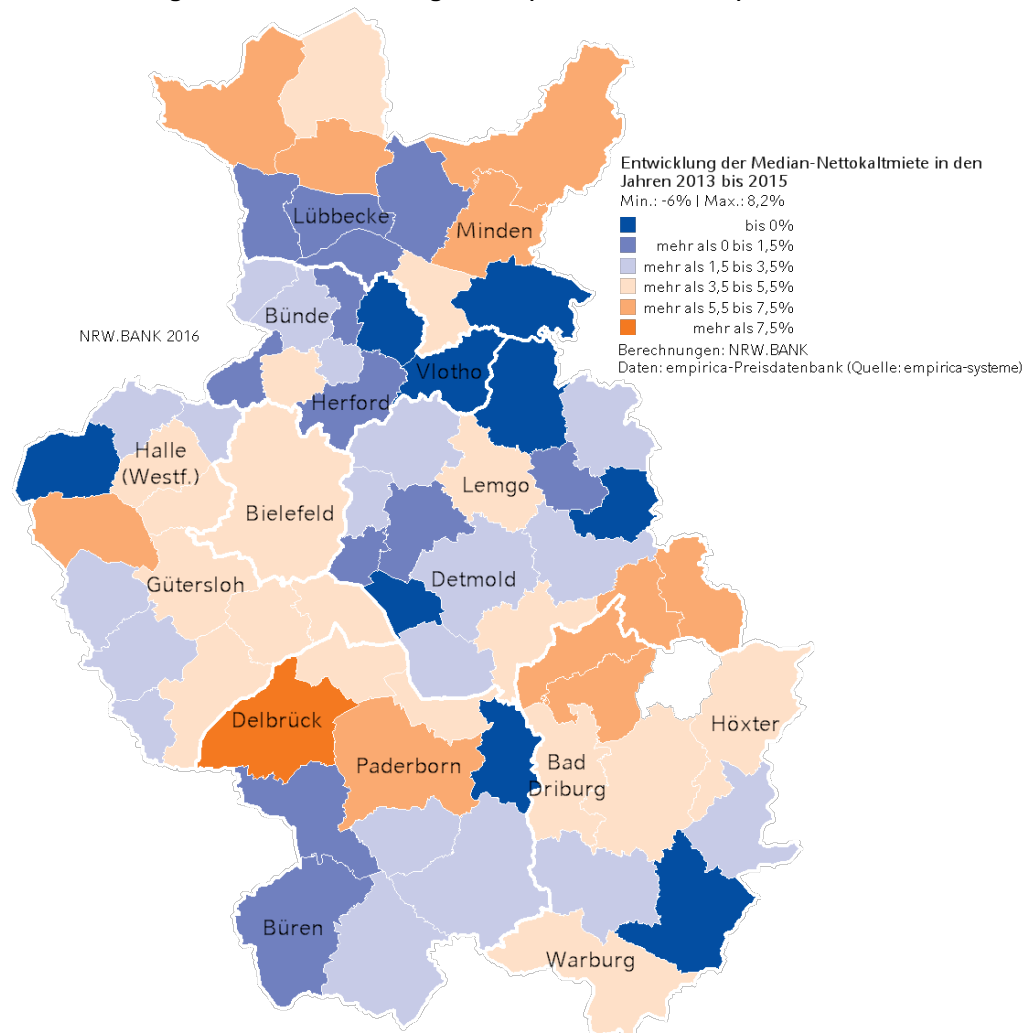 Entwicklung der Median-Nettokaltmiete in den
Jahren 2013 bis 2015
Min.: -6% | Max.: 8,2%
bis 0%
mehr als 0 bis 1,5%
mehr als 1,5 bis 3,5%
mehr als 3,5 bis 5,5%
mehr als 5,5 bis 7,5%
mehr als 7,5%
Berechnungen: NRW.BANK
Daten: empirica-Preisdatenbank (Quelle: empirica-systeme)
NRW.BANK 2016
Lübbecke
Minden
Bünde
Vlotho
Herford
Halle
(Westf.)
Lemgo
Bielefeld
Gütersloh
Detmold
Delbrück
Höxter
Paderborn
Bad
Driburg
Büren
Warburg